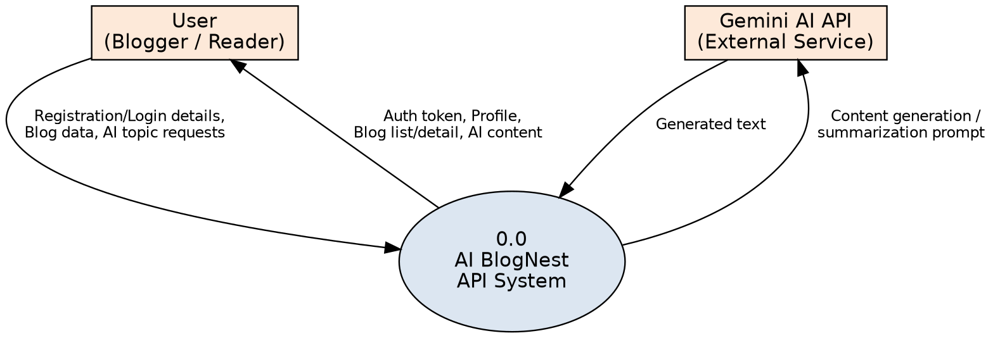 User
(Blogger / Reader)
Gemini AI API
(External Service)
Registration/Login details,
Blog data, AI topic requests
Auth token, Profile,
Blog list/detail, AI content
Generated text
Content generation /
summarization prompt
0.0
AI BlogNest
API System